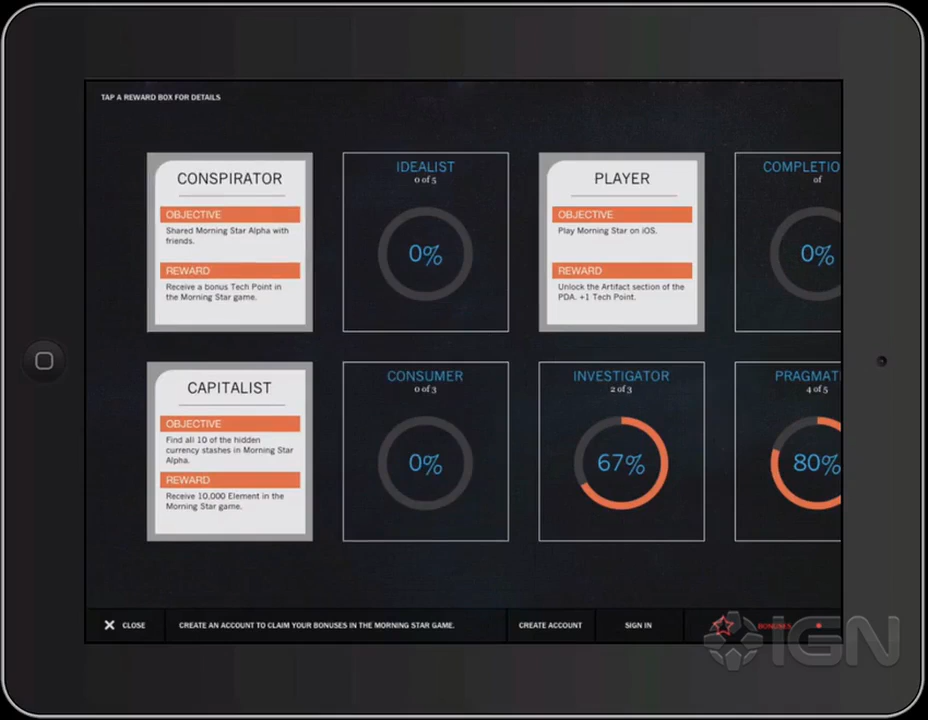 TAP A REWARD BOX FOR DETAILS
CONSPIRATOR
OBJECTIVE
Shared Morning Star Alpha with
friends.
REWARD
Receive a bonus Tech Point in
the Morning Star game.
IDEALIST
0 of 5
0%
PLAYER
OBJECTIVE
Play Morning Star on iOS.
REWARD
Unlock the Artifact section of the
PDA. +1 Tech Point.
COMPLETIO
of
0%
CAPITALIST
OBJECTIVE
Find all 10 of the hidden
currency stashes in Morning Star
Alpha.
REWARD
Receive 10,000 Element in the
Morning Star game.
CONSUMER
0 of 3
0%
INVESTIGATOR
2 of 3
67%
PRAGMATI
4 of 5
80%
CLOSE
CREATE AN ACCOUNT TO CLAIM YOUR BONUSES IN THE MORNING STAR GAME.
CREATE ACCOUNT
SIGN IN
BONUSES
IGN